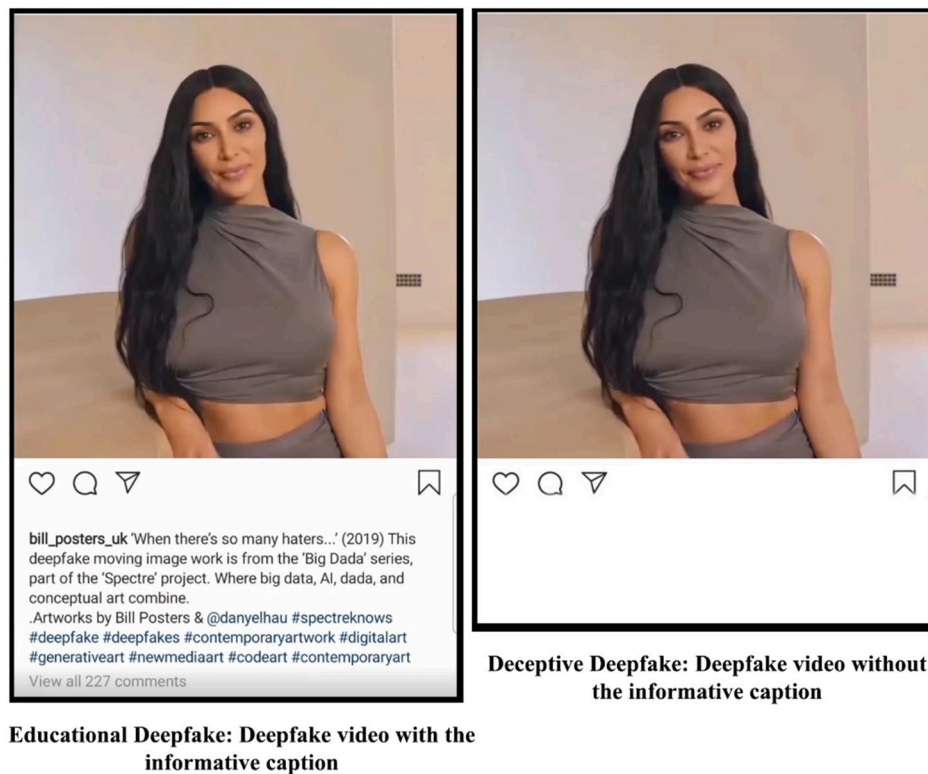 bill_posters_uk ‘When there’s so many haters...’ (2019) This
deepfake moving image work is from the ‘Big Dada’ series,
part of the ‘Spectre’ project. Where big data, AI, dada, and
conceptual art combine.
.Artworks by Bill Posters & @danyelhau #spectreknows
#deepfake #deepfakes #contemporaryartwork #digitalart
#generativeart #newmediaart #codeart #contemporaryart
View all 227 comments
Educational Deepfake: Deepfake video with the
informative caption
Deceptive Deepfake: Deepfake video without
the informative caption